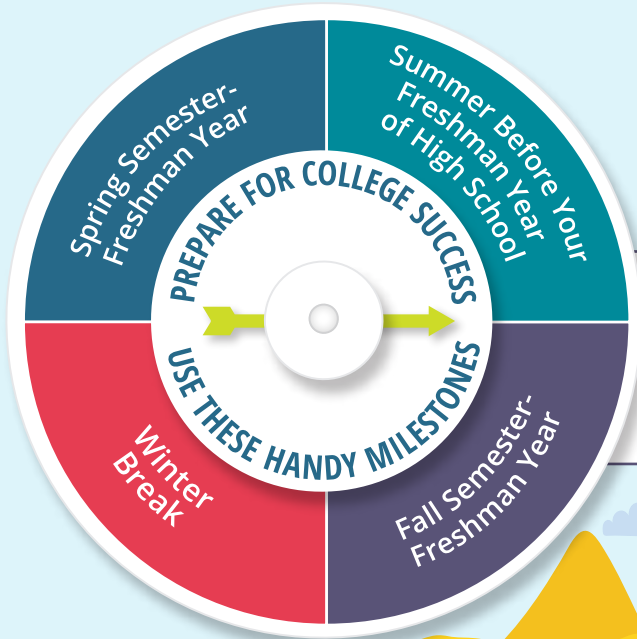 Spring Semester-
Freshman Year
Summer Before Your
Freshman Year
of High School
PREPARE FOR COLLEGE SUCCESS
USE THESE HANDY MILESTONES
Winter
Break
Fall Semester-
Freshman Year